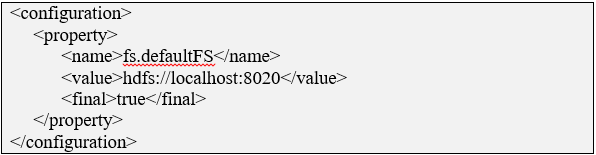 <configuration>
<property>
<name>fs.defaultFS</name>
<value>hdfs://localhost:8020</value>
<final>true</final>
</property>
</configuration>